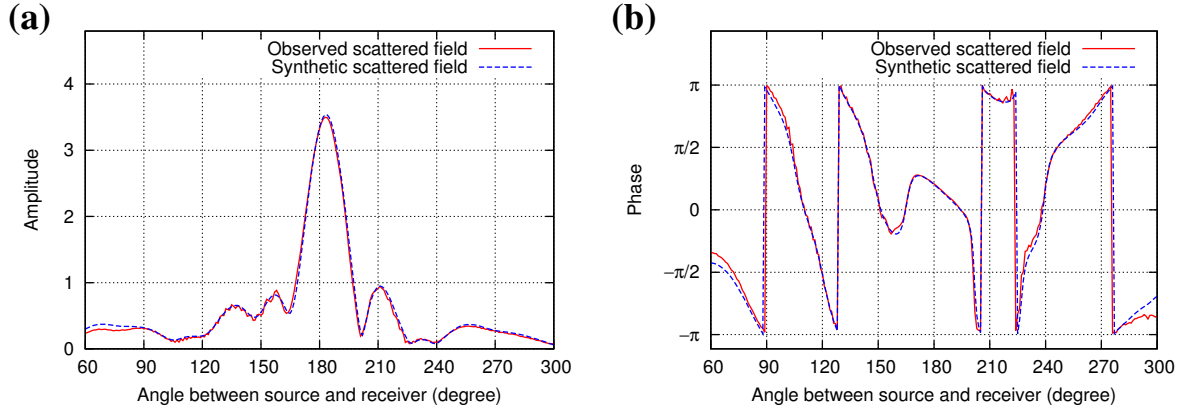 (a)
Observed scattered field
Synthetic scattered field
4
3
2
1
0
Amplitude
60 90 120 150 180 210 240 270 300
Angle between source and receiver (degree)
(b)
Observed scattered field
Synthetic scattered field
π
π/2
0
−π/2
−π
Phase
60 90 120 150 180 210 240 270 300
Angle between source and receiver (degree)